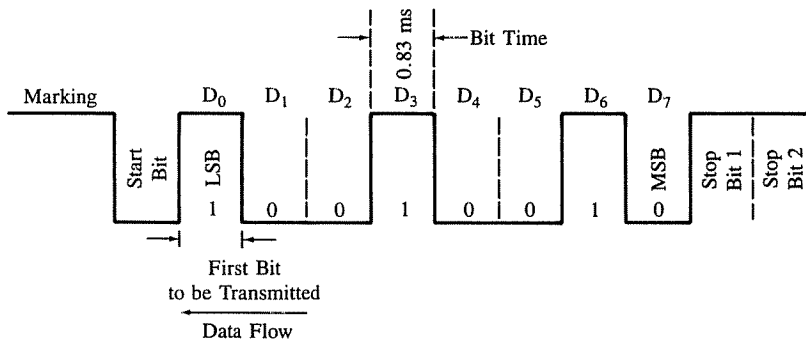 0.83 ms
Bit Time
Marking D₀ D₁ D₂ D₃ D₄ D₅ D₆ D₇
Start
Bit
LSB
MSB
Stop
Bit 1
Stop
Bit 2
1 0 0 1 0 0 1 0
First Bit
to be Transmitted
Data Flow